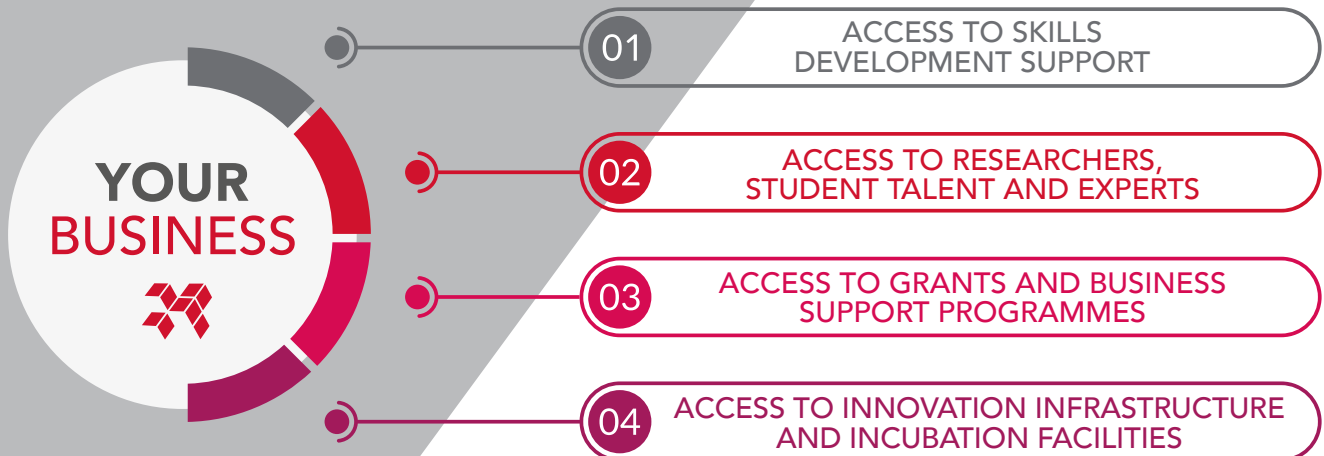 YOUR
BUSINESS
01
ACCESS TO SKILLS
DEVELOPMENT SUPPORT
02
ACCESS TO RESEARCHERS,
STUDENT TALENT AND EXPERTS
03
ACCESS TO GRANTS AND BUSINESS
SUPPORT PROGRAMMES
04
ACCESS TO INNOVATION INFRASTRUCTURE
AND INCUBATION FACILITIES